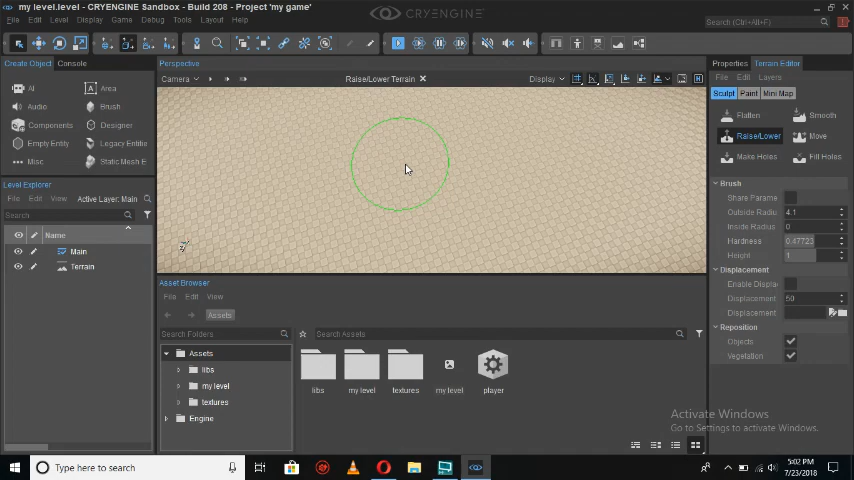 my level.level - CRYENGINE Sandbox - Build 208 - Project 'my game'
CRYENGINE
File Edit Level Display Game Debug Tools Layout Help
Search (Ctrl+Alt+F)
Create Object Console
AI Area
Audio Brush
Components Designer
Empty Entity Legacy Entitie
Misc. Static Mesh E
Level Explorer
File Edit View Active Layer: Main
Search
Name
Main
Terrain
Perspective
Camera Raise/Lower Terrain Display
Asset Browser
File Edit View
Assets
Search Folders Search Assets
Assets
libs
my level
textures
Engine
libs my level textures my level player
Properties Terrain Editor
File Edit Layers
Sculpt Paint Mini Map
Flatten Smooth
Raise/Lower Move
Make Holes Fill Holes
Brush
Share Parame
Outside Radiu 4.1
Inside Radius 0
Hardness 0.47723
Height 1
Displacement
Enable Displac
Displacement 50
Displacement
Reposition
Objects
Vegetation
Activate Windows
Go to Settings to activate Windows.
Type here to search
5:02 PM
7/23/2018